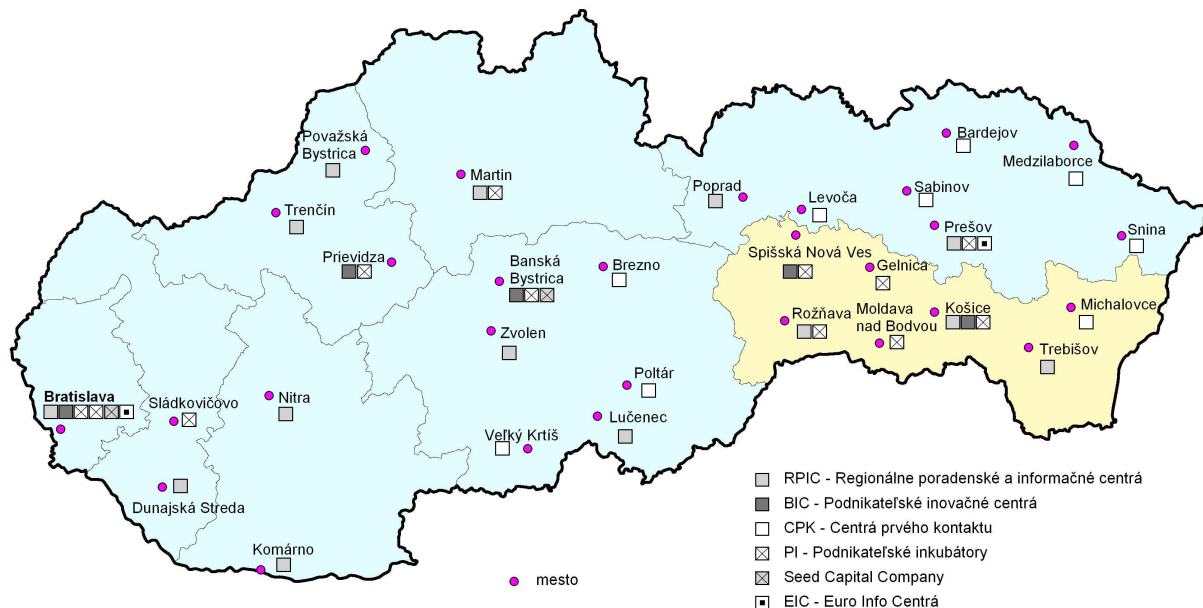 Považská
Bystrica
Martin
Trenčín
Prievidza
Banská
Bystrica
Brezno
Zvolen
Poltár
Lučenec
Veľký Krtíš
Bratislava
Sládkovičovo
Nitra
Dunajská Streda
Komárno
Poprad
Levoča
Bardejov
Medzilaborce
Sabinov
Prešov
Snina
Spišská Nová Ves
Gelnica
Rožňava
Moldava
nad Bodvou
Košice
Michalovce
Trebišov
mesto
RPIC - Regionálne poradenské a informačné centrá
BIC - Podnikateľské inovačné centrá
CPK - Centrá prvého kontaktu
PI - Podnikateľské inkubátory
Seed Capital Company
EIC - Euro Info Centrá